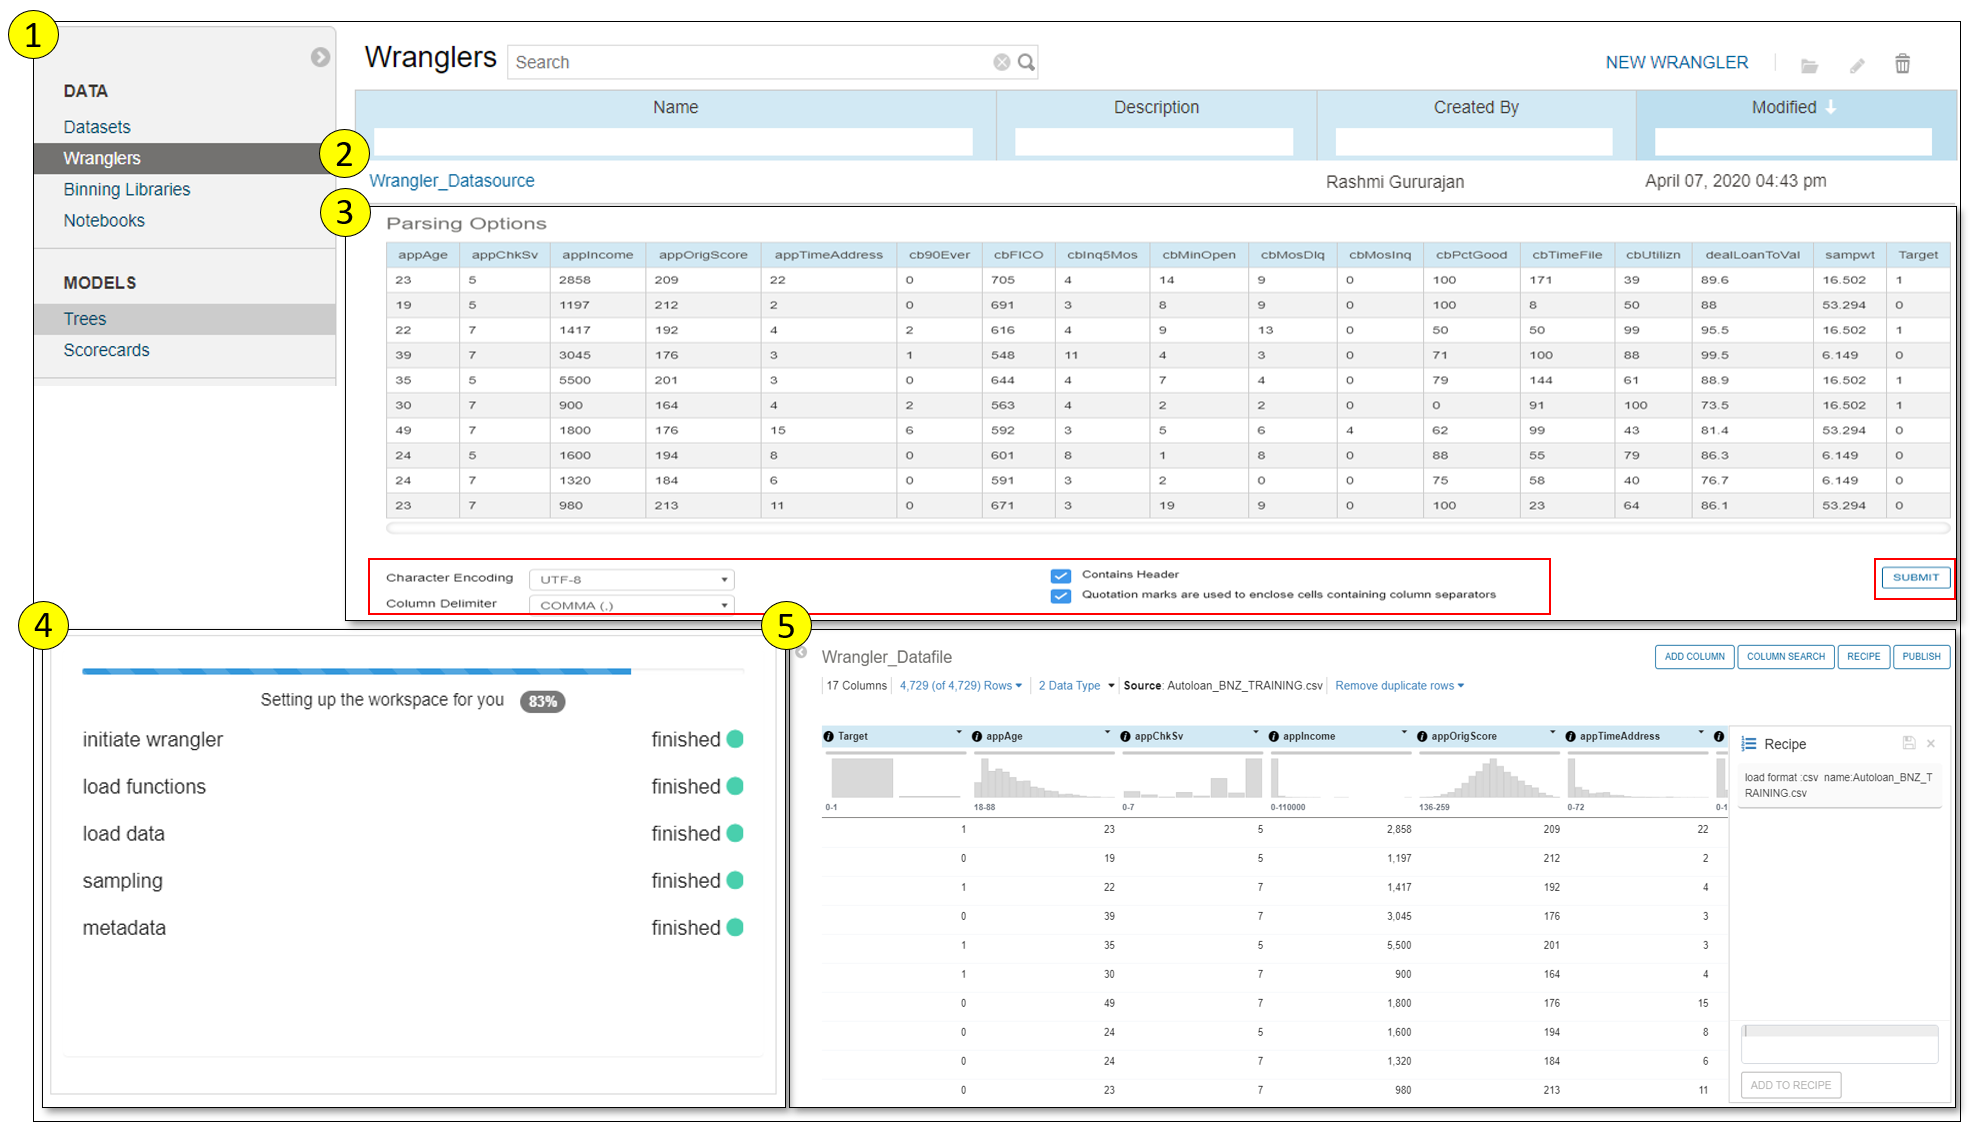 1
DATA
Datasets
Wranglers
Binning Libraries
Notebooks
MODELS
Trees
Scorecards
Wranglers Search NEW WRANGLER
Name Description Created By Modified
2
Wrangler_Datasource Rashmi Gururajan April 07, 2020 04:43 pm
3
Parsing Options
appAge appChkSv appIncome appOrigScore appTimeAddress cb90Ever cbFICO cbInq5Mos cbMinOpen cbMosDlq cbMosInq cbPctGood cbTimeFile cbUtilizn dealLoanToVal sampwt Target
23 5 2858 209 22 0 705 4 14 9 0 100 171 39 89.6 16.502 1
19 5 1197 212 2 0 691 3 8 9 0 100 8 50 88 53.294 0
22 7 1417 192 4 2 616 4 9 13 0 50 50 99 95.5 16.502 1
39 7 3045 176 3 1 548 11 4 3 0 71 100 88 99.5 6.149 0
35 5 5500 201 3 0 644 4 7 4 0 79 144 61 88.9 16.502 1
30 7 900 164 4 2 563 4 2 2 0 0 91 100 73.5 16.502 1
49 7 1800 176 15 6 592 3 5 6 4 62 99 43 81.4 53.294 0
24 5 1600 194 8 0 601 8 1 8 0 88 55 79 86.3 6.149 0
24 7 1320 184 6 0 591 3 2 0 0 75 58 40 76.7 6.149 0
23 7 980 213 11 0 671 3 19 9 0 100 23 64 86.1 53.294 0
Character Encoding UTF-8 Contains Header SUBMIT
Column Delimiter COMMA (,) Quotation marks are used to enclose cells containing column separators
4
Setting up the workspace for you 83%
initiate wrangler finished
load functions finished
load data finished
sampling finished
metadata finished
5
Wrangler_Datafile ADD COLUMN COLUMN SEARCH RECIPE PUBLISH
17 Columns 4,729 (of 4,729) Rows 2 Data Type Source: Autoloan_BNZ_TRAINING.csv Remove duplicate rows
Target appAge appChkSv appIncome appOrigScore appTimeAddress
0-1 18-88 0-7 0-110000 136-259 0-72 0-1
1 23 5 2,858 209 22
0 19 5 1,197 212 2
1 22 7 1,417 192 4
0 39 7 3,045 176 3
1 35 5 5,500 201 3
1 30 7 900 164 4
0 49 7 1,800 176 15
0 24 5 1,600 194 8
0 24 7 1,320 184 6
0 23 7 980 213 11
Recipe
load format :csv name:Autoloan_BNZ_T
RAINING.csv
ADD TO RECIPE